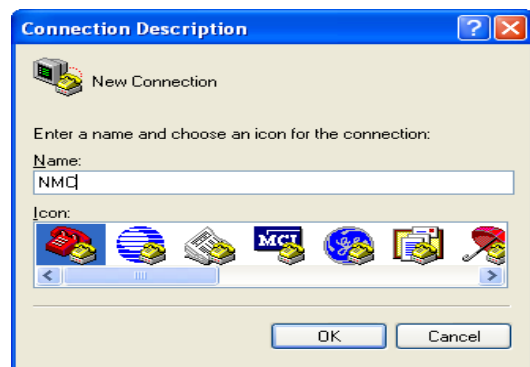 Connection Description
New Connection
Enter a name and choose an icon for the connection:
Name:
NMC
Icon:
MCI
OK Cancel